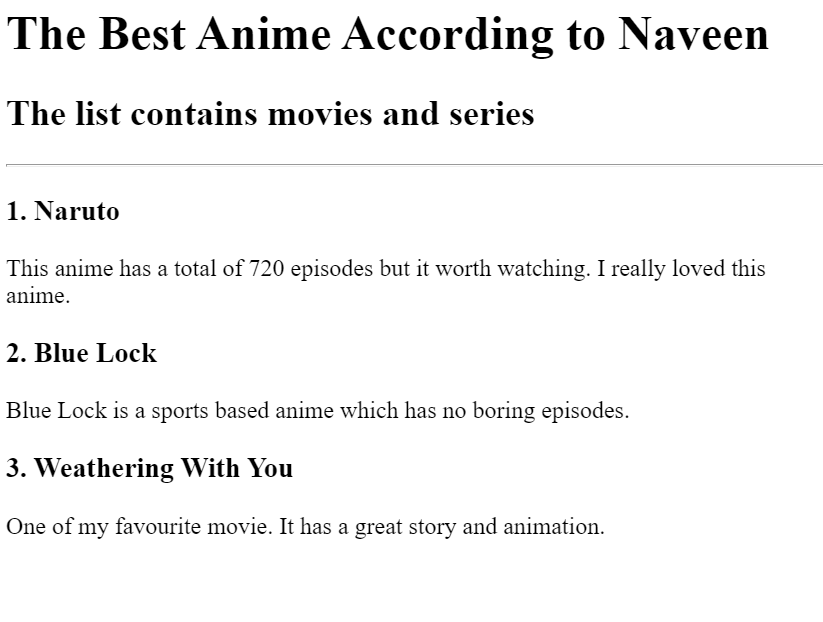 The Best Anime According to Naveen
The list contains movies and series
1. Naruto
This anime has a total of 720 episodes but it worth watching. I really loved this
anime.
2. Blue Lock
Blue Lock is a sports based anime which has no boring episodes.
3. Weathering With You
One of my favourite movie. It has a great story and animation.